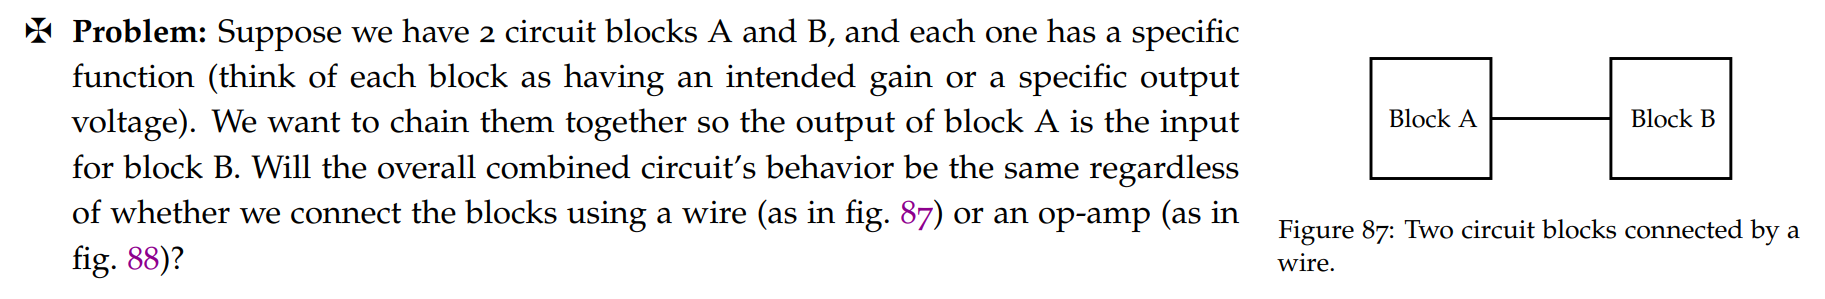 ✠ Problem: Suppose we have 2 circuit blocks A and B, and each one has a specific
function (think of each block as having an intended gain or a specific output
voltage). We want to chain them together so the output of block A is the input
for block B. Will the overall combined circuit's behavior be the same regardless
of whether we connect the blocks using a wire (as in fig. 87) or an op-amp (as in
fig. 88)?
Block A
Block B
Figure 87: Two circuit blocks connected by a
wire.